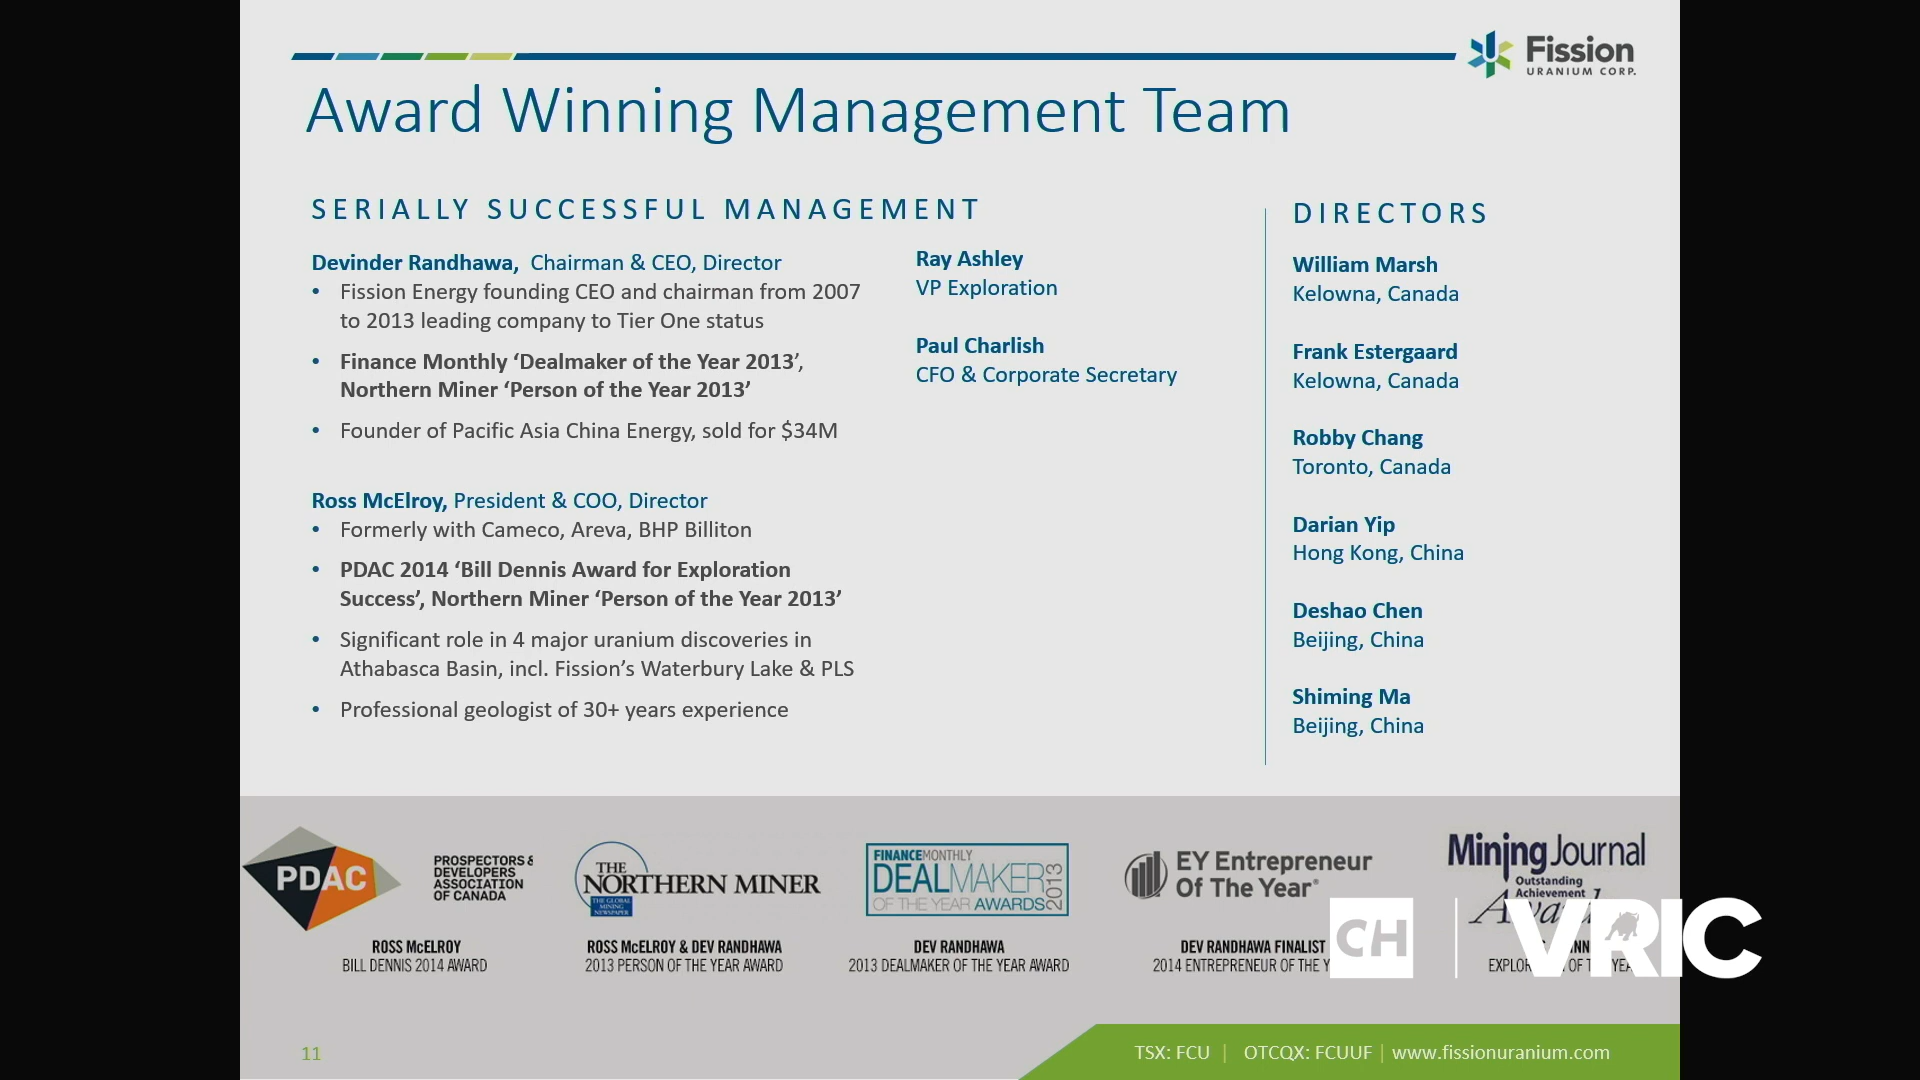 Fission
URANIUM CORP.
Award Winning Management Team
SERIALLY SUCCESSFUL MANAGEMENT
Devinder Randhawa, Chairman & CEO, Director
• Fission Energy founding CEO and chairman from 2007
to 2013 leading company to Tier One status
• Finance Monthly ‘Dealmaker of the Year 2013’,
Northern Miner ‘Person of the Year 2013’
• Founder of Pacific Asia China Energy, sold for $34M
Ross McElroy, President & COO, Director
• Formerly with Cameco, Areva, BHP Billiton
• PDAC 2014 ‘Bill Dennis Award for Exploration
Success’, Northern Miner ‘Person of the Year 2013’
• Significant role in 4 major uranium discoveries in
Athabasca Basin, incl. Fission’s Waterbury Lake & PLS
• Professional geologist of 30+ years experience
Ray Ashley
VP Exploration
Paul Charlish
CFO & Corporate Secretary
DIRECTORS
William Marsh
Kelowna, Canada
Frank Estergaard
Kelowna, Canada
Robby Chang
Toronto, Canada
Darian Yip
Hong Kong, China
Deshao Chen
Beijing, China
Shiming Ma
Beijing, China
PDAC
PROSPECTORS &
DEVELOPERS
ASSOCIATION
OF CANADA
ROSS McELROY
BILL DENNIS 2014 AWARD
THE
NORTHERN MINER
THE GLOBAL
MINING
NEWSPAPER
ROSS McELROY & DEV RANDHAWA
2013 PERSON OF THE YEAR AWARD
FINANCEMONTHLY
DEALMAKER
OF THE YEAR AWARDS
2013
DEV RANDHAWA
2013 DEALMAKER OF THE YEAR AWARD
EY Entrepreneur
Of The Year®
DEV RANDHAWA FINALIST
2014 ENTREPRENEUR OF THE Y
Mining Journal
Outstanding
Achievement
CH
VRIC
11
TSX: FCU | OTCQX: FCUUF | www.fissionuranium.com